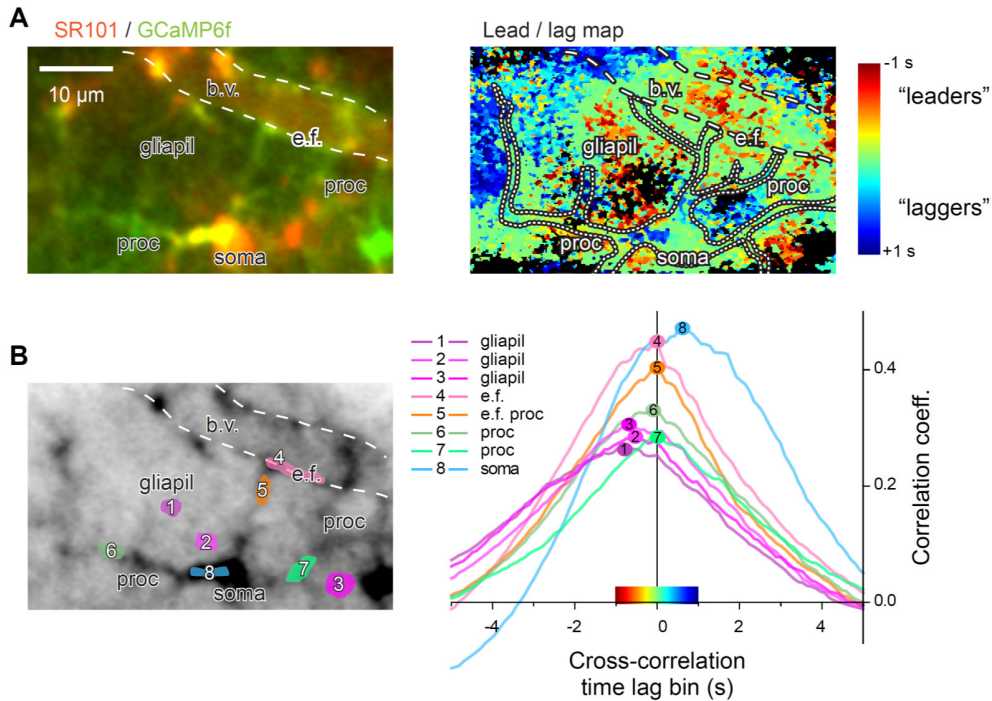 A
SR101 / GCaMP6f
10 µm
b.v.
e.f.
gliapil
proc
proc
soma
Lead / lag map
b.v.
e.f.
gliapil
proc
proc
soma
-1 s
“leaders”
“laggers”
+1 s
B
b.v.
4
e.f.
gliapil
5
1
proc
2
6
7
8
3
proc
soma
1 gliapil
2 gliapil
3 gliapil
4 e.f.
5 e.f. proc
6 proc
7 proc
8 soma
8
4
5
6
3
2
7
1
0.4
0.2
0.0
Correlation coeff.
-4 -2 0 2 4
Cross-correlation
time lag bin (s)